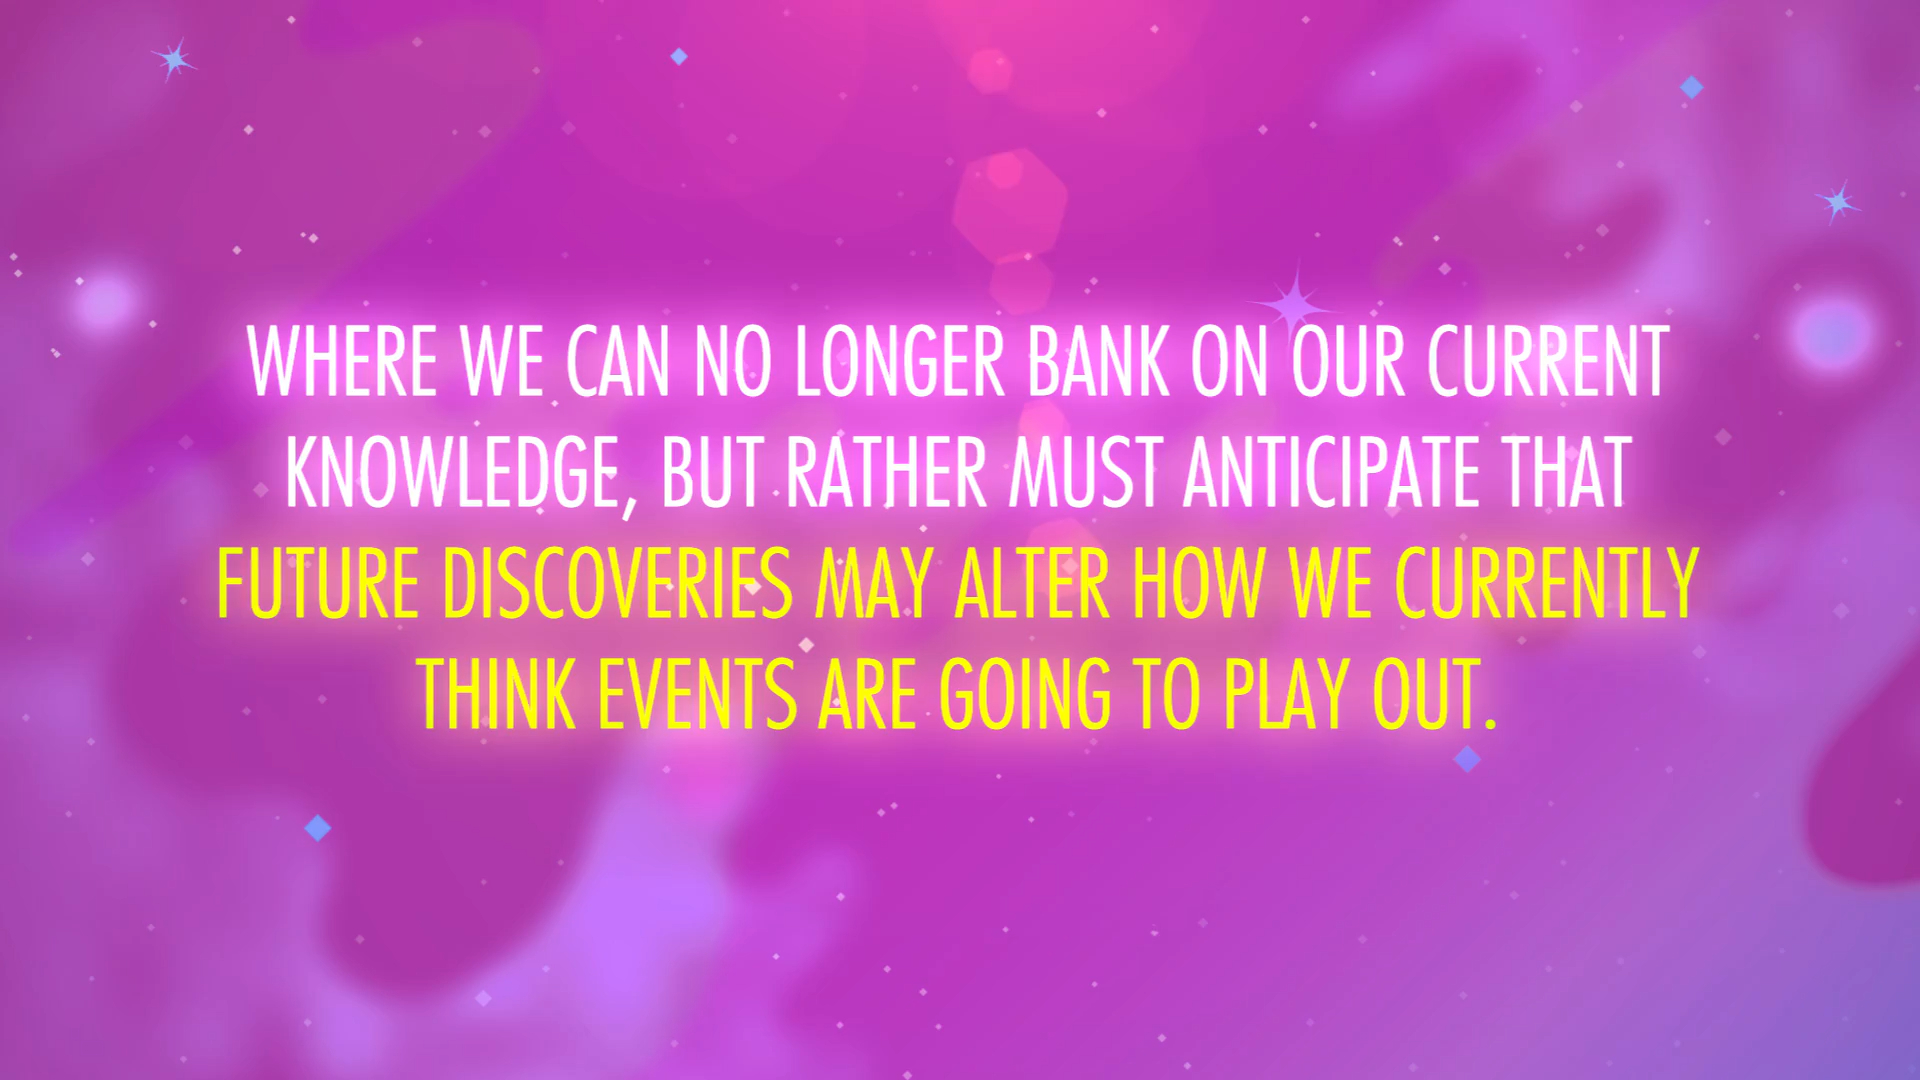 WHERE WE CAN NO LONGER BANK ON OUR CURRENT
KNOWLEDGE, BUT RATHER MUST ANTICIPATE THAT
FUTURE DISCOVERIES MAY ALTER HOW WE CURRENTLY
THINK EVENTS ARE GOING TO PLAY OUT.